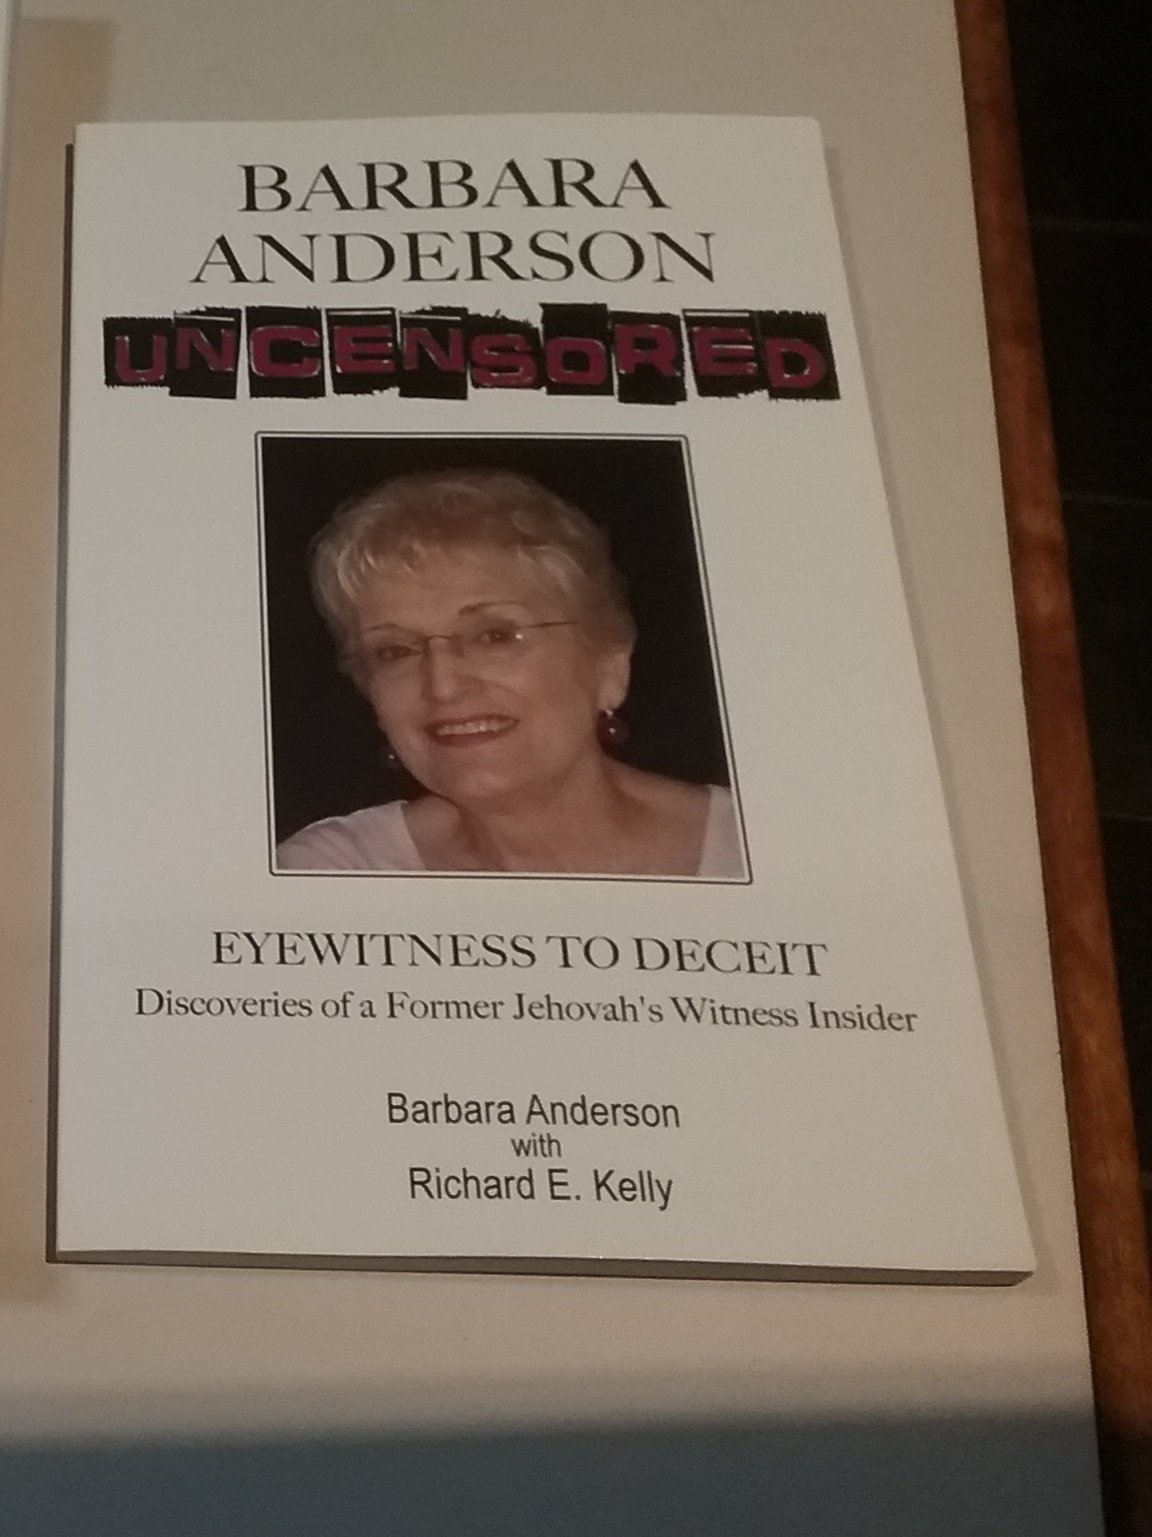 BARBARA
ANDERSON
UNCENSORED
EYEWITNESS TO DECEIT
Discoveries of a Former Jehovah's Witness Insider
Barbara Anderson
with
Richard E. Kelly